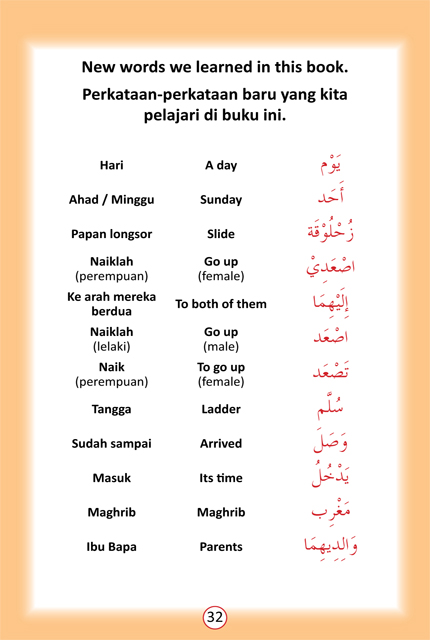 New words we learned in this book.
Perkataan-perkataan baru yang kita
pelajari di buku ini.
Hari A day يَوْم
Ahad / Minggu Sunday أَحَد
Papan longsor Slide زُحْلُوْقَة
Naiklah Go up اصْعَدِيْ
(perempuan) (female)
Ke arah mereka To both of them إِلَيْهِمَا
berdua
Naiklah Go up اصْعَد
(lelaki) (male)
Naik To go up تَصْعَد
(perempuan) (female)
Tangga Ladder سُلَّم
Sudah sampai Arrived وَصَلَ
Masuk Its time يَدْخُلُ
Maghrib Maghrib مَغْرِب
Ibu Bapa Parents وَالِدِيهِمَا
32